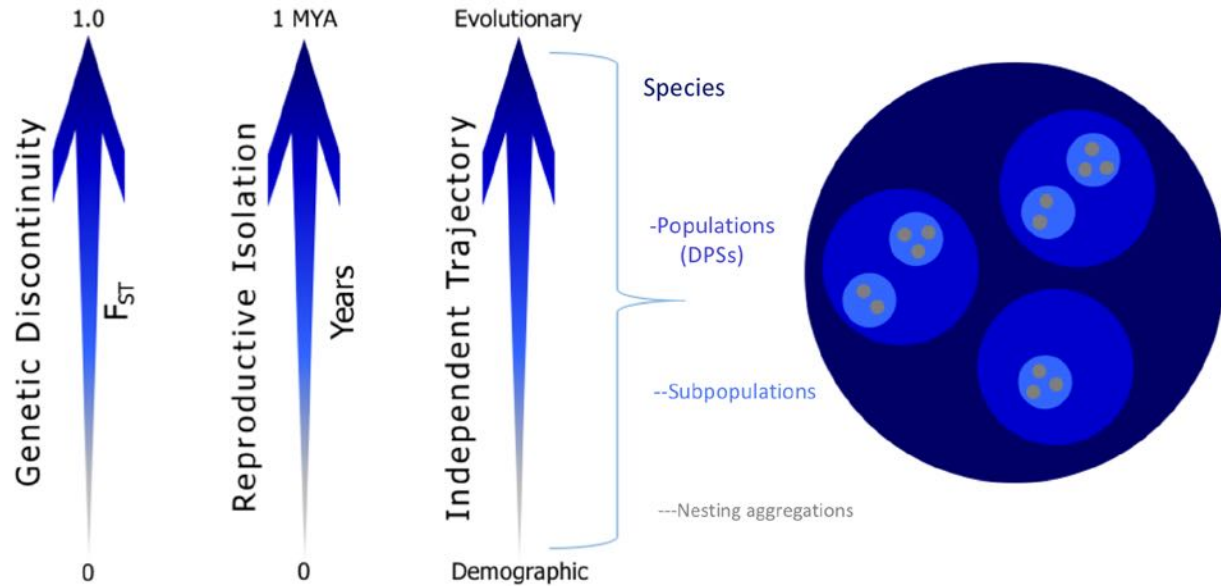 1.0
Genetic Discontinuity
F_ST
0
1 MYA
Reproductive Isolation
Years
0
Evolutionary
Independent Trajectory
Demographic
Species
-Populations
(DPSs)
--Subpopulations
---Nesting aggregations